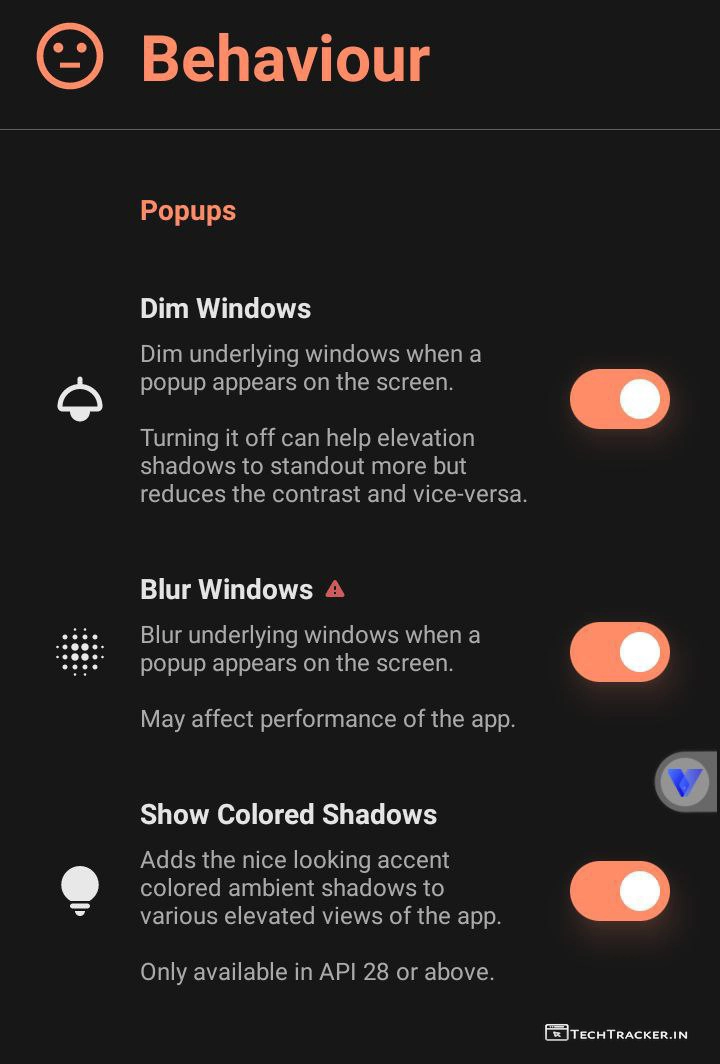 Behaviour
Popups
Dim Windows
Dim underlying windows when a
popup appears on the screen.
Turning it off can help elevation
shadows to standout more but
reduces the contrast and vice-versa.
Blur Windows
Blur underlying windows when a
popup appears on the screen.
May affect performance of the app.
Show Colored Shadows
Adds the nice looking accent
colored ambient shadows to
various elevated views of the app.
Only available in API 28 or above.
TechTracker.in